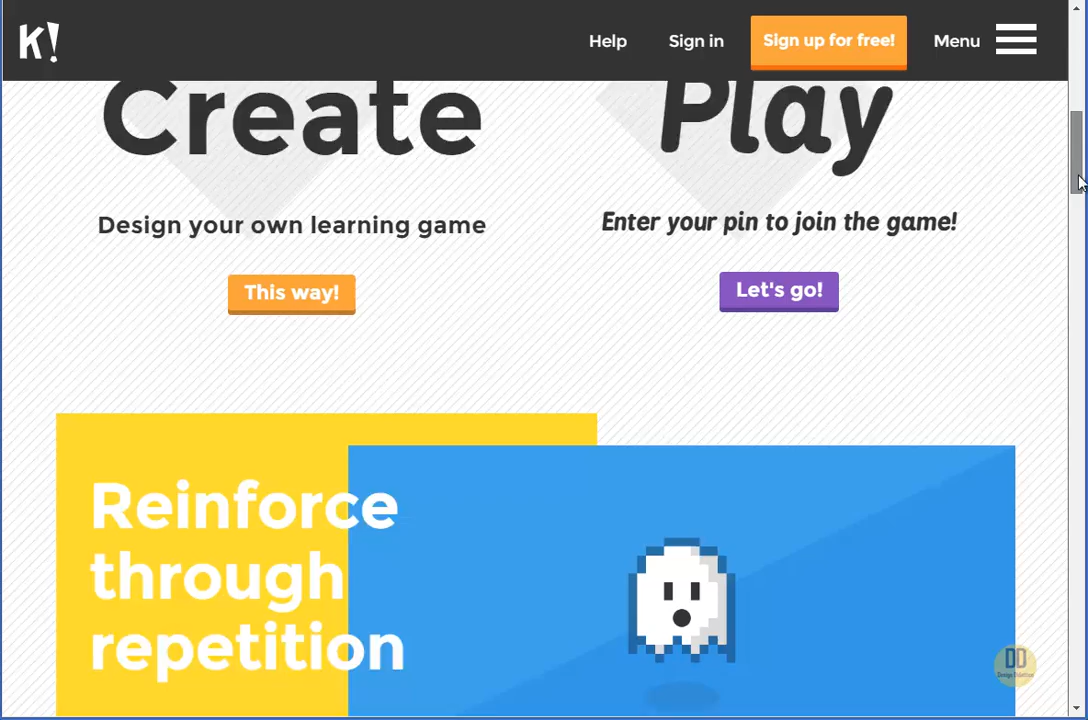 K!
Help
Sign in
Sign up for free!
Menu
Create
Play
Design your own learning game
Enter your pin to join the game!
This way!
Let's go!
Reinforce
through
repetition
DD